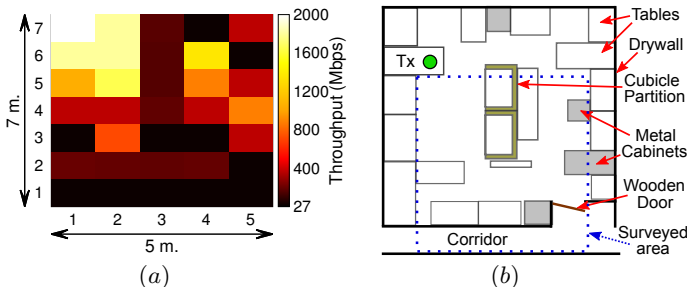 7
6
5
4
3
2
1
7 m.
1 2 3 4 5
5 m.
2000
1600
1200
800
400
27
Throughput (Mbps)
(a)
Tx
Corridor
Tables
Drywall
Cubicle
Partition
Metal
Cabinets
Wooden
Door
Surveyed
area
(b)